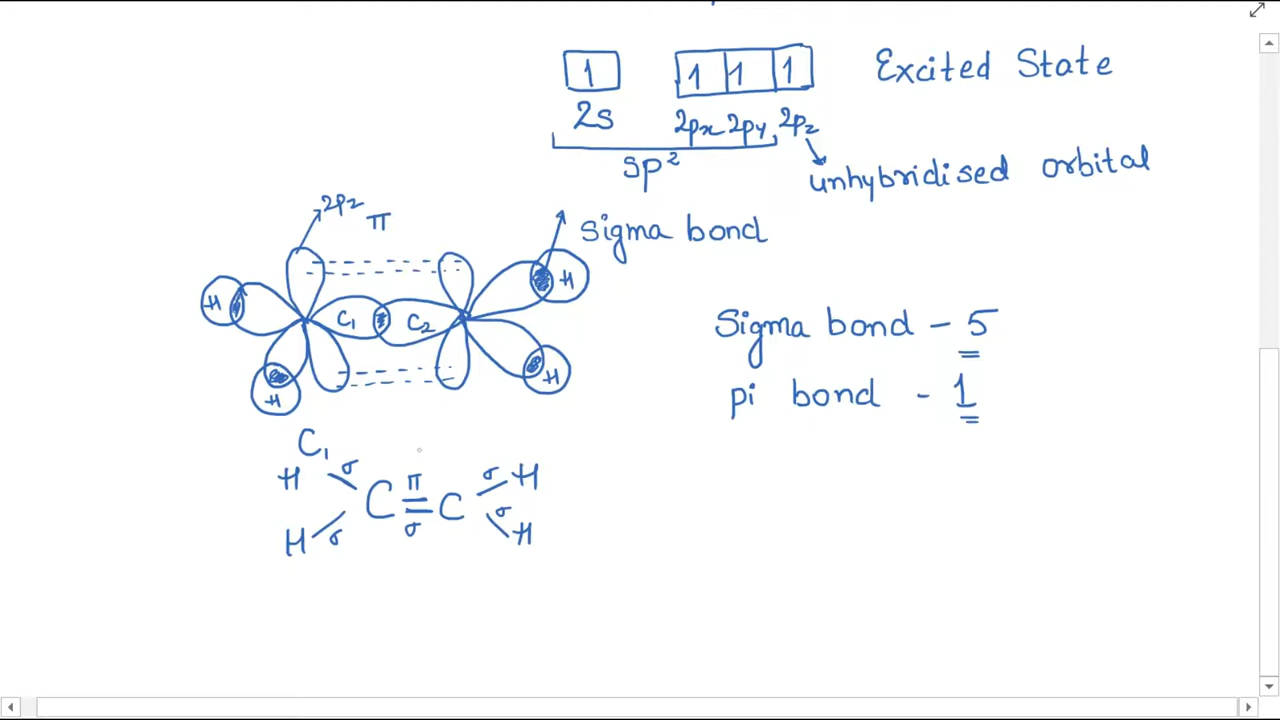 1 1 1 1 Excited State
2s 2px 2py 2pz
sp²
unhybridised orbital
2pz π
Sigma bond
H C₁ C₂ H
H H
Sigma bond - 5
pi bond - 1
C₁
H σ C π = σ C σ H
H σ σ H